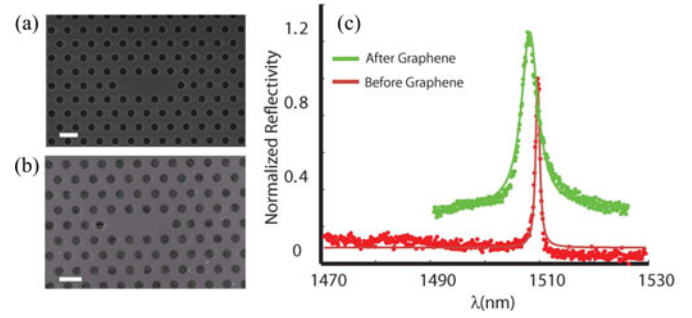 (a)
(b)
(c)
Normalized Reflectivity
1.2
0.8
0.4
0
After Graphene
Before Graphene
1470
1490
1510
1530
λ(nm)